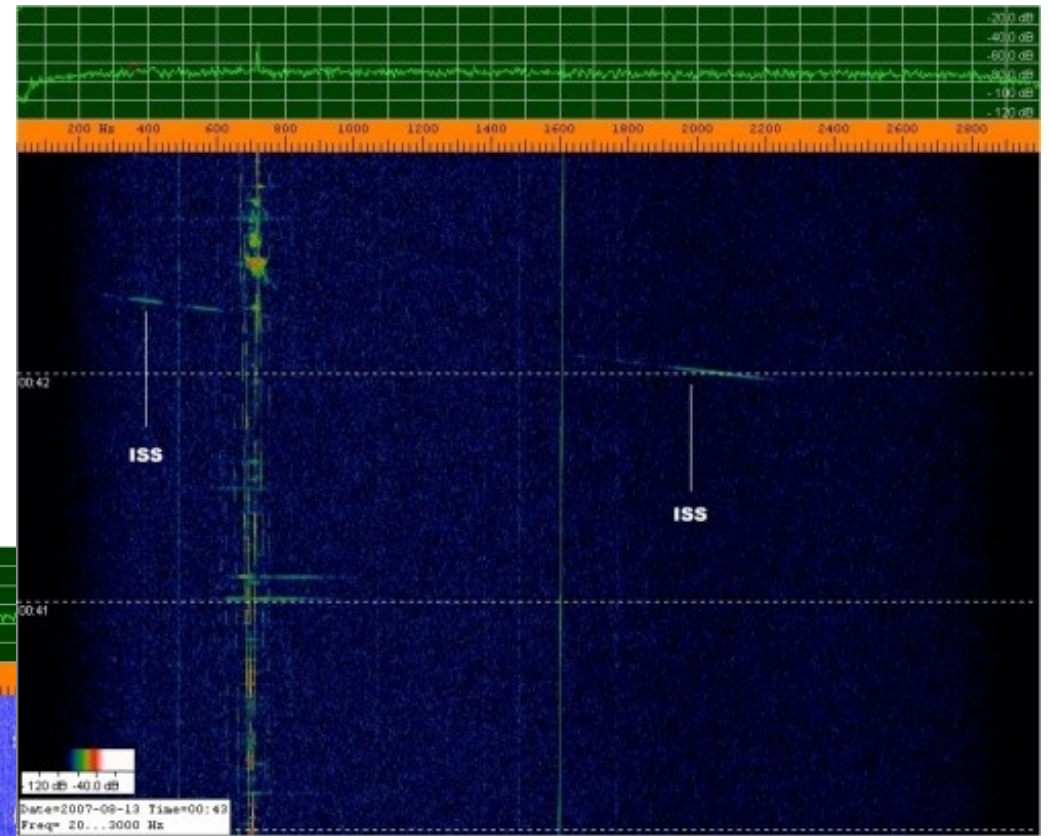 -20.0 dB
-40.0 dB
-60.0 dB
-80.0 dB
-100 dB
-120 dB
200 Hz 400 600 800 1000 1200 1400 1600 1800 2000 2200 2400 2600 2800
00:42
ISS
ISS
00:41
-120 dB -40.0 dB
Date=2007-08-13 Time=00:43
Freq= 20...3000 Hz